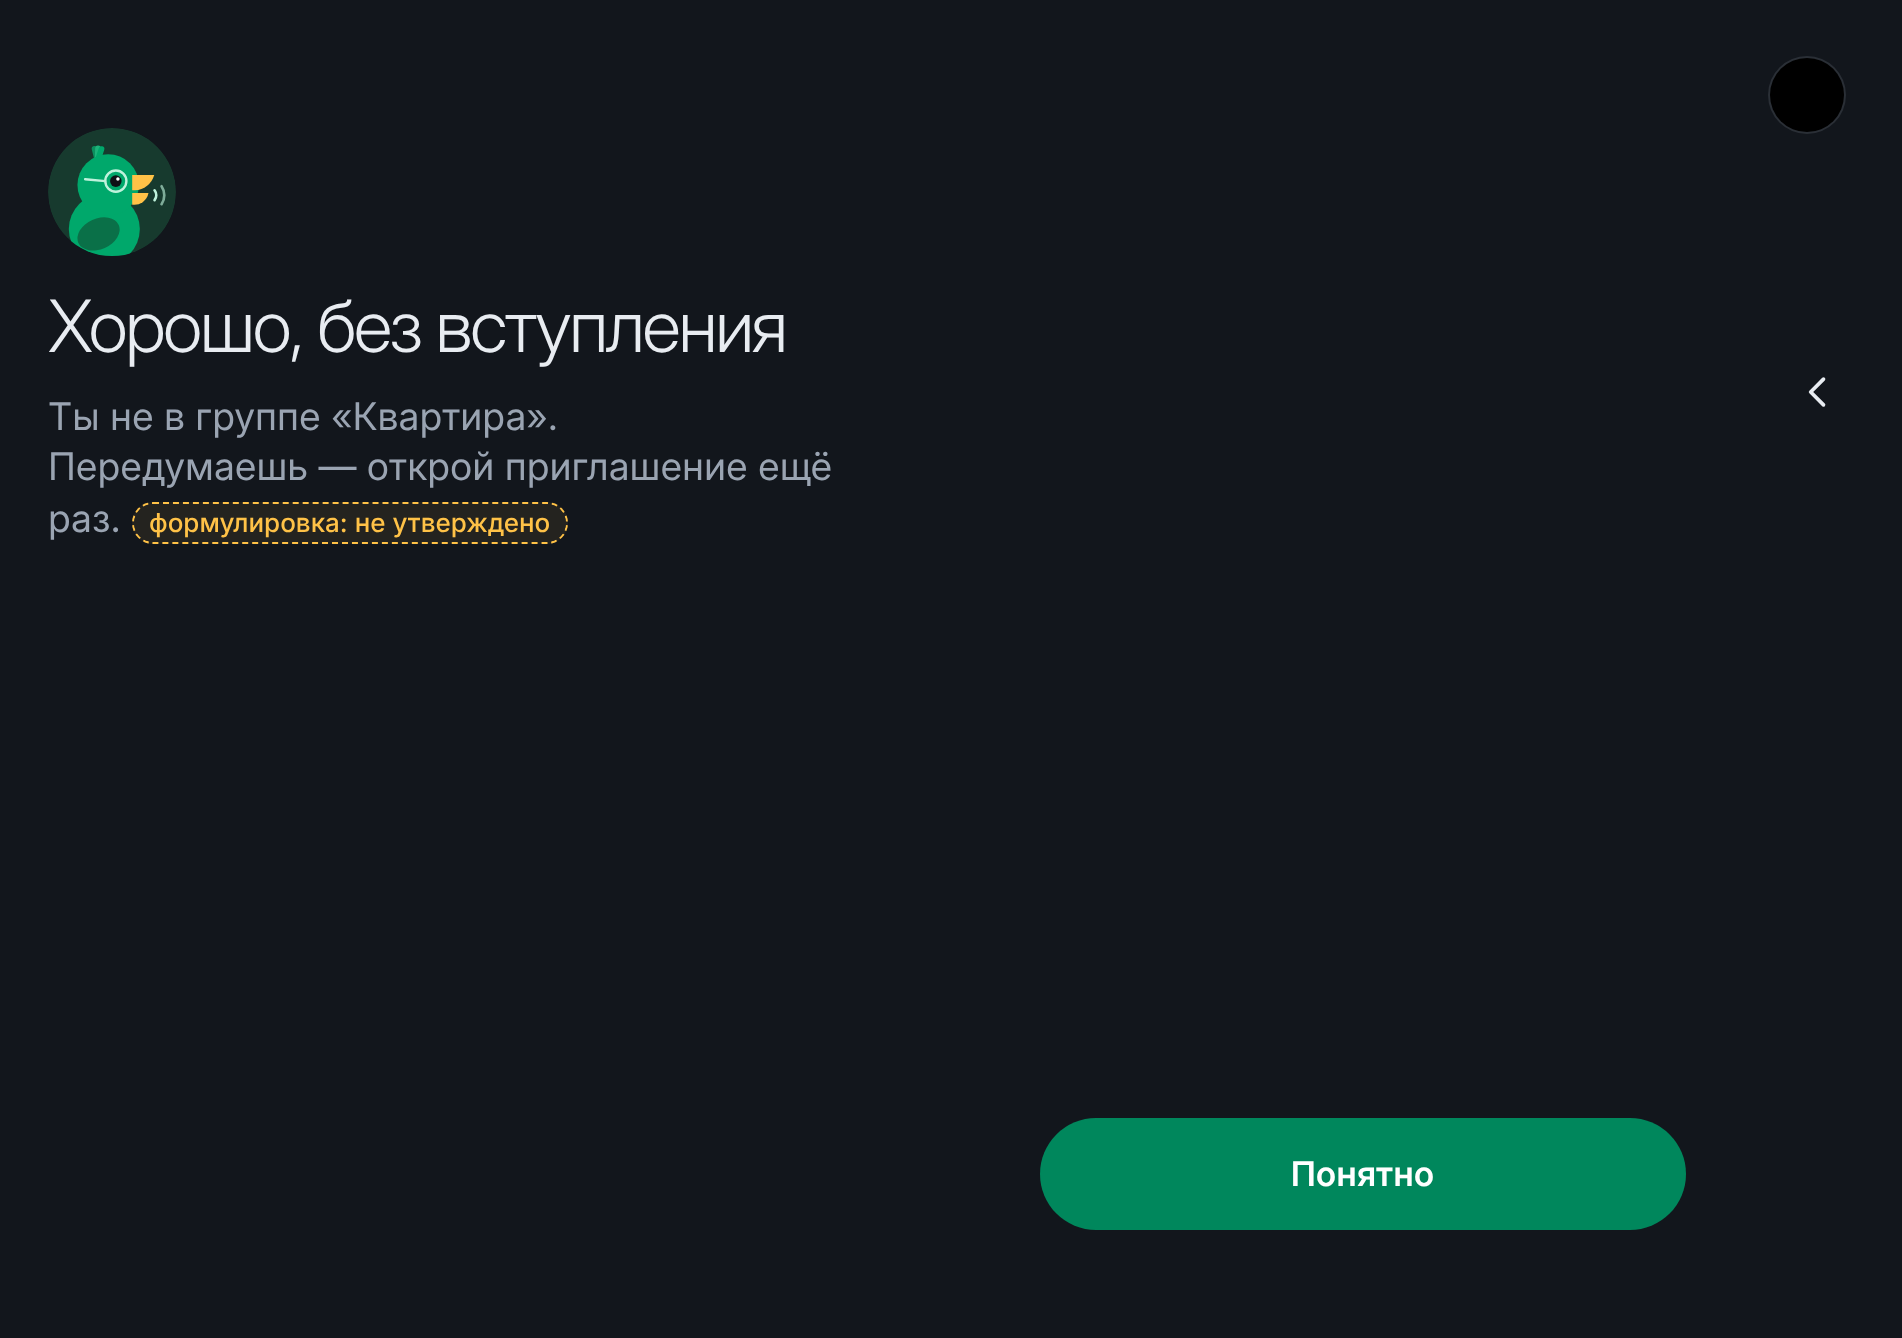 Хорошо, без вступления
Ты не в группе «Квартира».
Передумаешь — открой приглашение ещё
раз. формулировка: не утверждено
Понятно